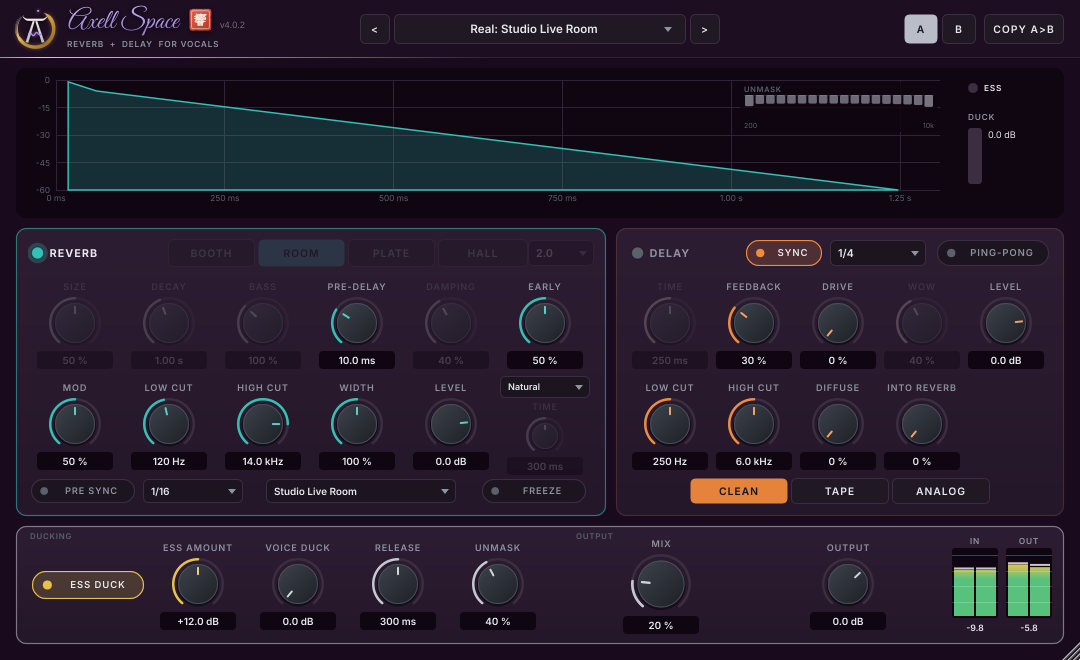 Axell Space v4.0.2
REVERB + DELAY FOR VOCALS
< Real: Studio Live Room >
A B COPY A>B
0
-15
-30
-45
-60
0 ms 250 ms 500 ms 750 ms 1.00 s 1.25 s
UNMASK
200 10k
ESS
DUCK
0.0 dB
REVERB BOOTH ROOM PLATE HALL 2.0
SIZE DECAY BASS PRE-DELAY DAMPING EARLY
50 % 1.00 s 100 % 10.0 ms 40 % 50 %
MOD LOW CUT HIGH CUT WIDTH LEVEL Natural
TIME
50 % 120 Hz 14.0 kHz 100 % 0.0 dB 300 ms
PRE SYNC 1/16 Studio Live Room FREEZE
DELAY SYNC 1/4 PING-PONG
TIME FEEDBACK DRIVE WOW LEVEL
250 ms 30 % 0 % 40 % 0.0 dB
LOW CUT HIGH CUT DIFFUSE INTO REVERB
250 Hz 6.0 kHz 0 % 0 %
CLEAN TAPE ANALOG
DUCKING
ESS DUCK
ESS AMOUNT VOICE DUCK RELEASE UNMASK
+12.0 dB 0.0 dB 300 ms 40 %
OUTPUT
MIX OUTPUT IN OUT
20 % 0.0 dB -9.8 -5.8